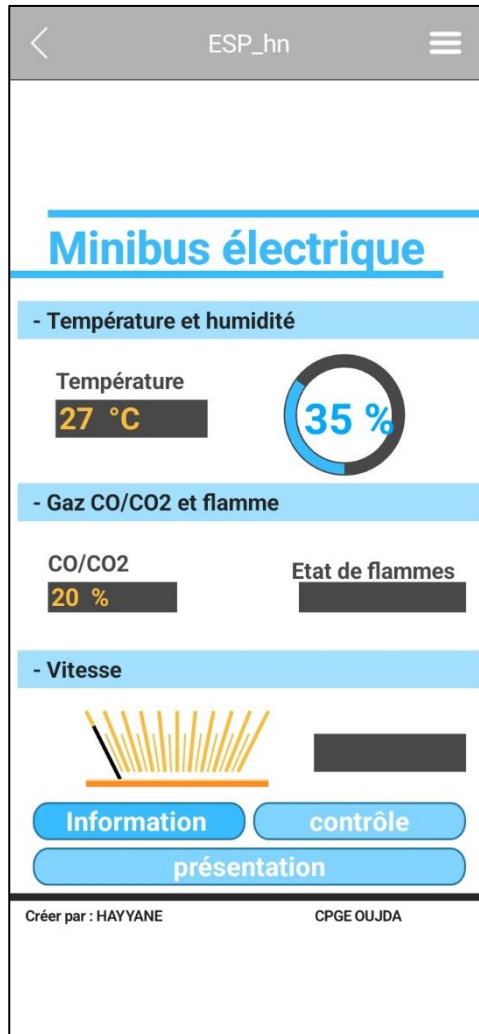 ESP_hn
Minibus électrique
- Température et humidité
Température
27 °C
35 %
- Gaz CO/CO2 et flamme
CO/CO2
20 %
Etat de flammes
- Vitesse
Information
contrôle
présentation
Créer par : HAYYANE
CPGE OUJDA